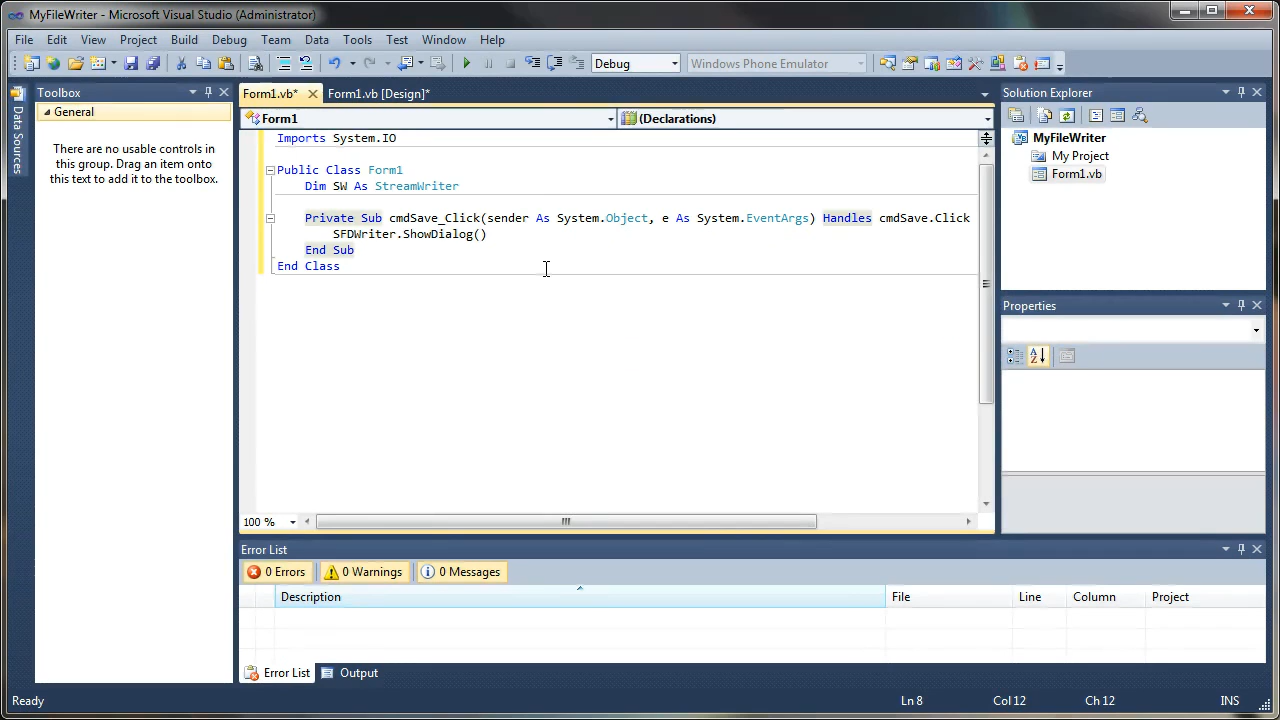 MyFileWriter - Microsoft Visual Studio (Administrator)
File Edit View Project Build Debug Team Data Tools Test Window Help
Debug Windows Phone Emulator
Data Sources
Toolbox
General
There are no usable controls in
this group. Drag an item onto
this text to add it to the toolbox.
Form1.vb* Form1.vb [Design]*
Form1 (Declarations)
Imports System.IO
Public Class Form1
Dim SW As StreamWriter
Private Sub cmdSave_Click(sender As System.Object, e As System.EventArgs) Handles cmdSave.Click
SFDWriter.ShowDialog()
End Sub
End Class
100 %
Solution Explorer
MyFileWriter
My Project
Form1.vb
Properties
Error List
0 Errors 0 Warnings 0 Messages
Description File Line Column Project
Error List Output
Ready Ln 8 Col 12 Ch 12 INS